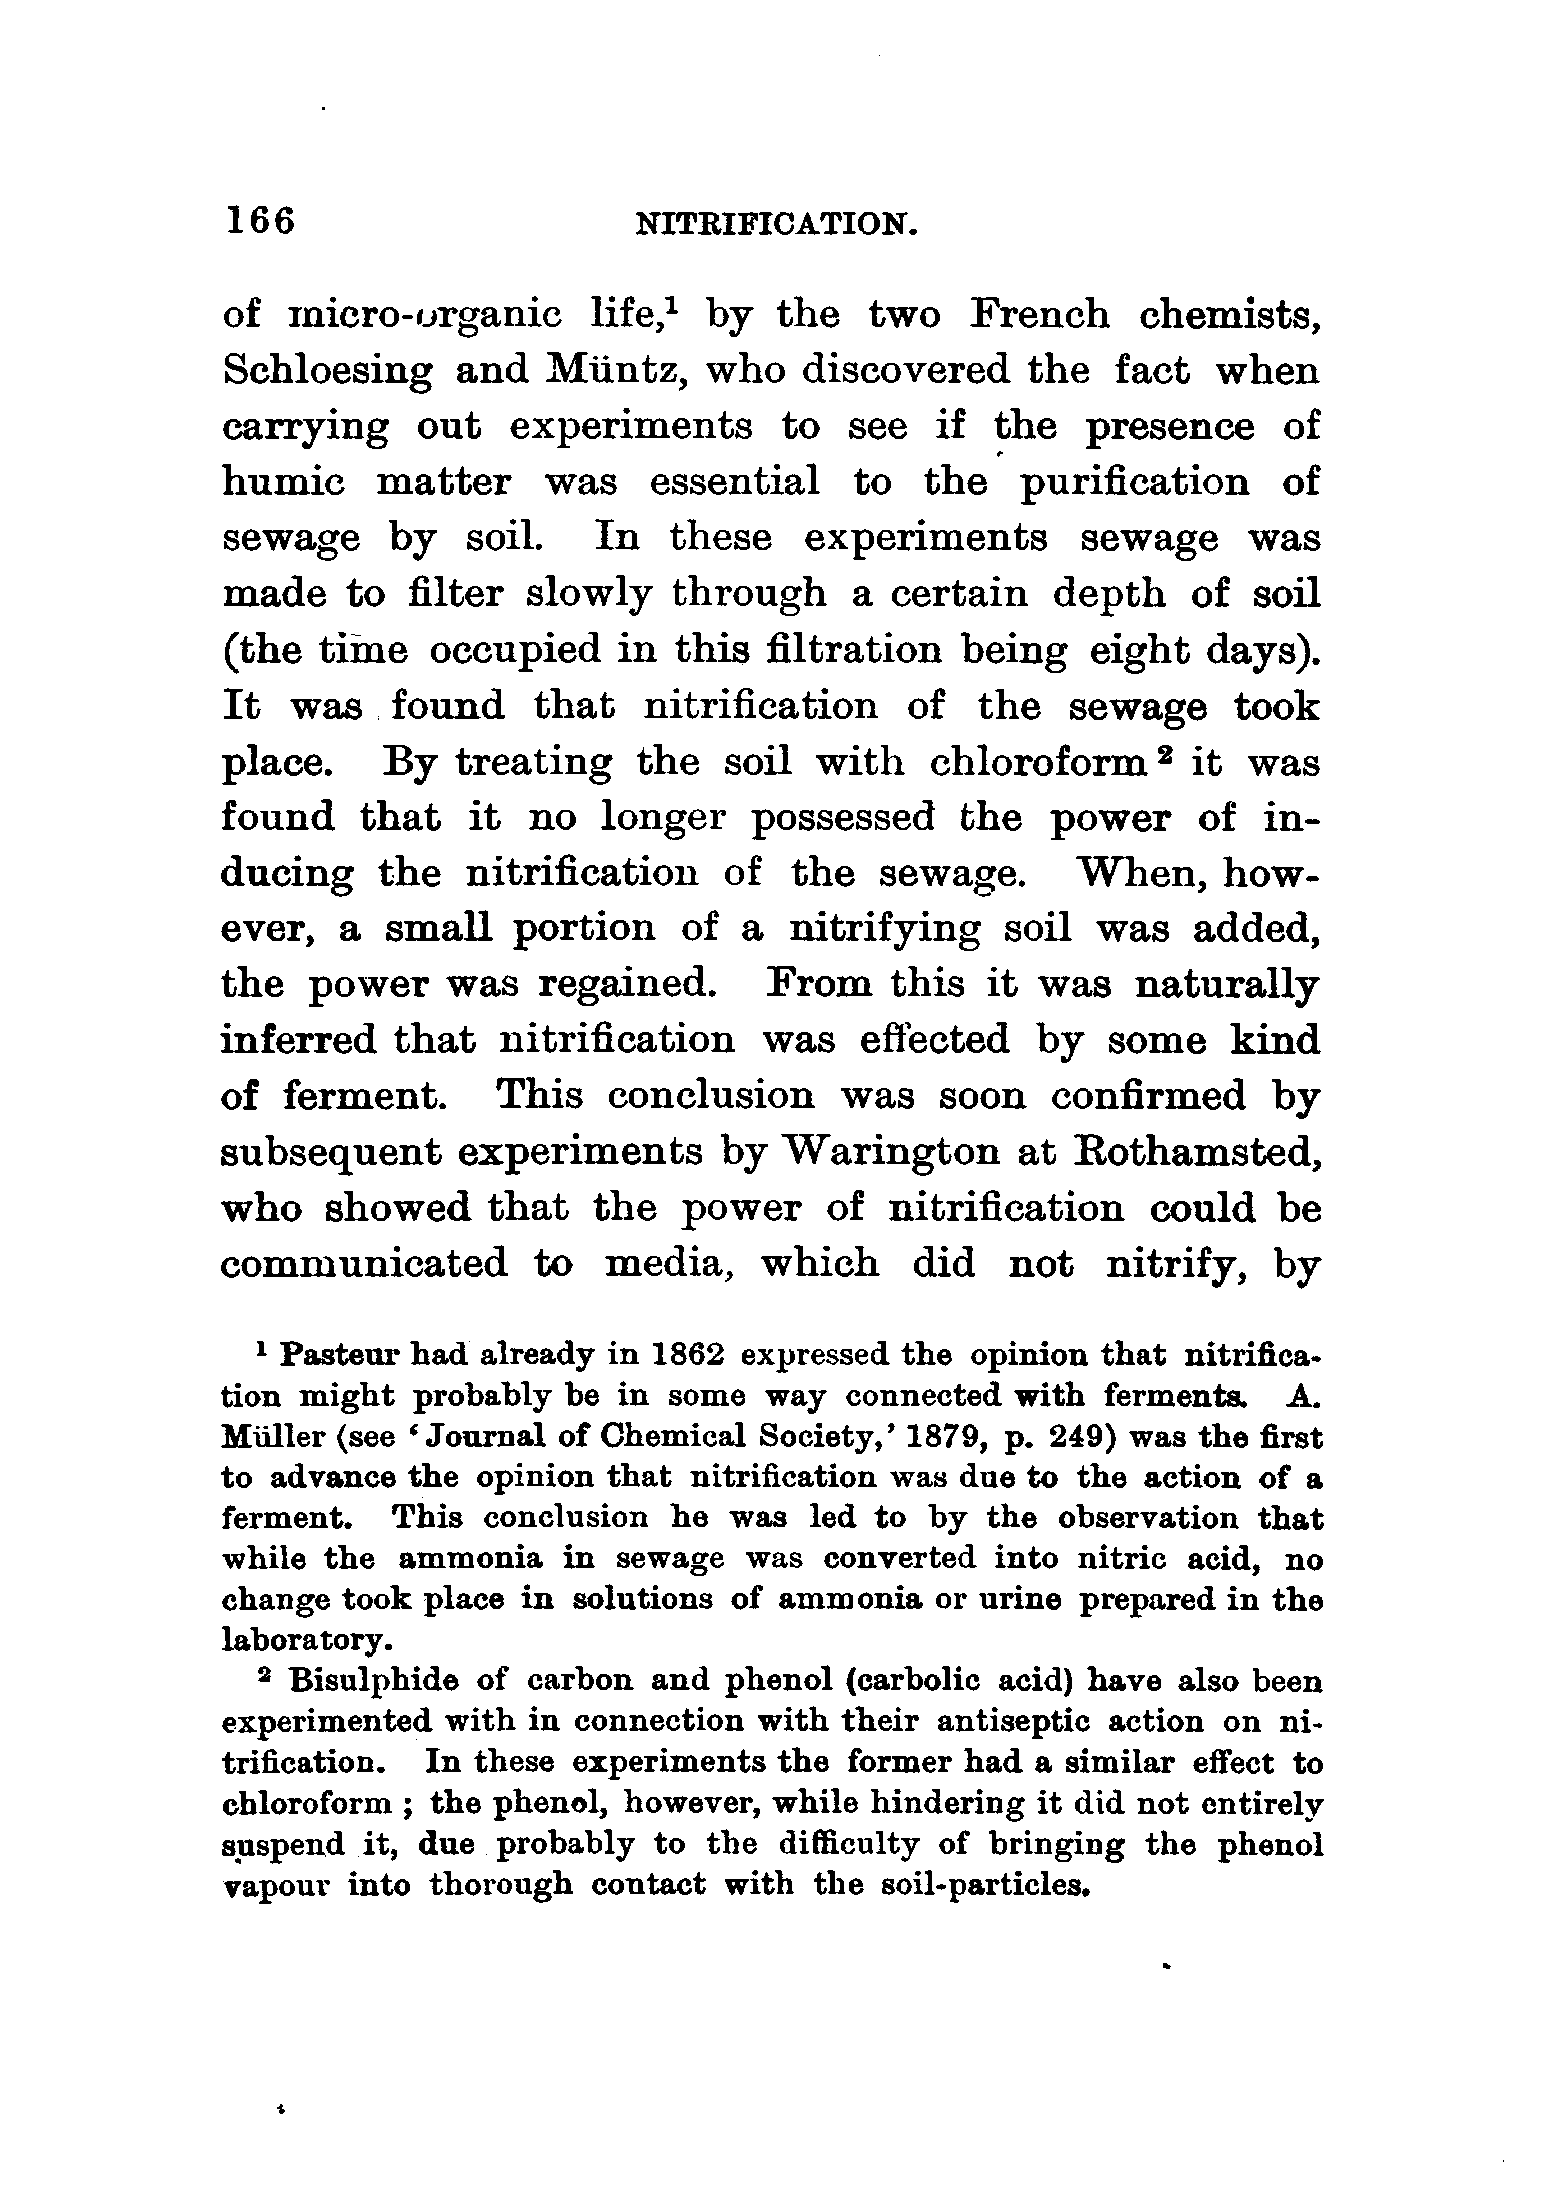 166 NITRIFICATION.
of micro-organic life,¹ by the two French chemists,
Schloesing and Müntz, who discovered the fact when
carrying out experiments to see if the presence of
humic matter was essential to the purification of
sewage by soil. In these experiments sewage was
made to filter slowly through a certain depth of soil
(the time occupied in this filtration being eight days).
It was found that nitrification of the sewage took
place. By treating the soil with chloroform ² it was
found that it no longer possessed the power of in-
ducing the nitrification of the sewage. When, how-
ever, a small portion of a nitrifying soil was added,
the power was regained. From this it was naturally
inferred that nitrification was effected by some kind
of ferment. This conclusion was soon confirmed by
subsequent experiments by Warington at Rothamsted,
who showed that the power of nitrification could be
communicated to media, which did not nitrify, by
¹ Pasteur had already in 1862 expressed the opinion that nitrifica-
tion might probably be in some way connected with ferments. A.
Müller (see ‘Journal of Chemical Society,’ 1879, p. 249) was the first
to advance the opinion that nitrification was due to the action of a
ferment. This conclusion he was led to by the observation that
while the ammonia in sewage was converted into nitric acid, no
change took place in solutions of ammonia or urine prepared in the
laboratory.
² Bisulphide of carbon and phenol (carbolic acid) have also been
experimented with in connection with their antiseptic action on ni-
trification. In these experiments the former had a similar effect to
chloroform ; the phenol, however, while hindering it did not entirely
suspend it, due probably to the difficulty of bringing the phenol
vapour into thorough contact with the soil-particles.